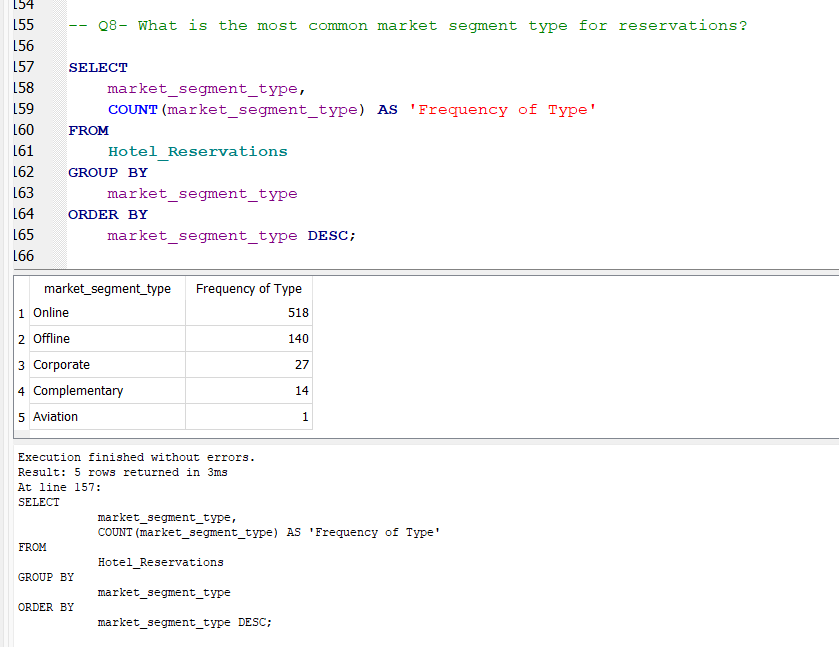 154
155 -- Q8- What is the most common market segment type for reservations?
156
157 SELECT
158 market_segment_type,
159 COUNT(market_segment_type) AS 'Frequency of Type'
160 FROM
161 Hotel_Reservations
162 GROUP BY
163 market_segment_type
164 ORDER BY
165 market_segment_type DESC;
166
market_segment_type Frequency of Type
1 Online 518
2 Offline 140
3 Corporate 27
4 Complementary 14
5 Aviation 1
Execution finished without errors.
Result: 5 rows returned in 3ms
At line 157:
SELECT
market_segment_type,
COUNT(market_segment_type) AS 'Frequency of Type'
FROM
Hotel_Reservations
GROUP BY
market_segment_type
ORDER BY
market_segment_type DESC;